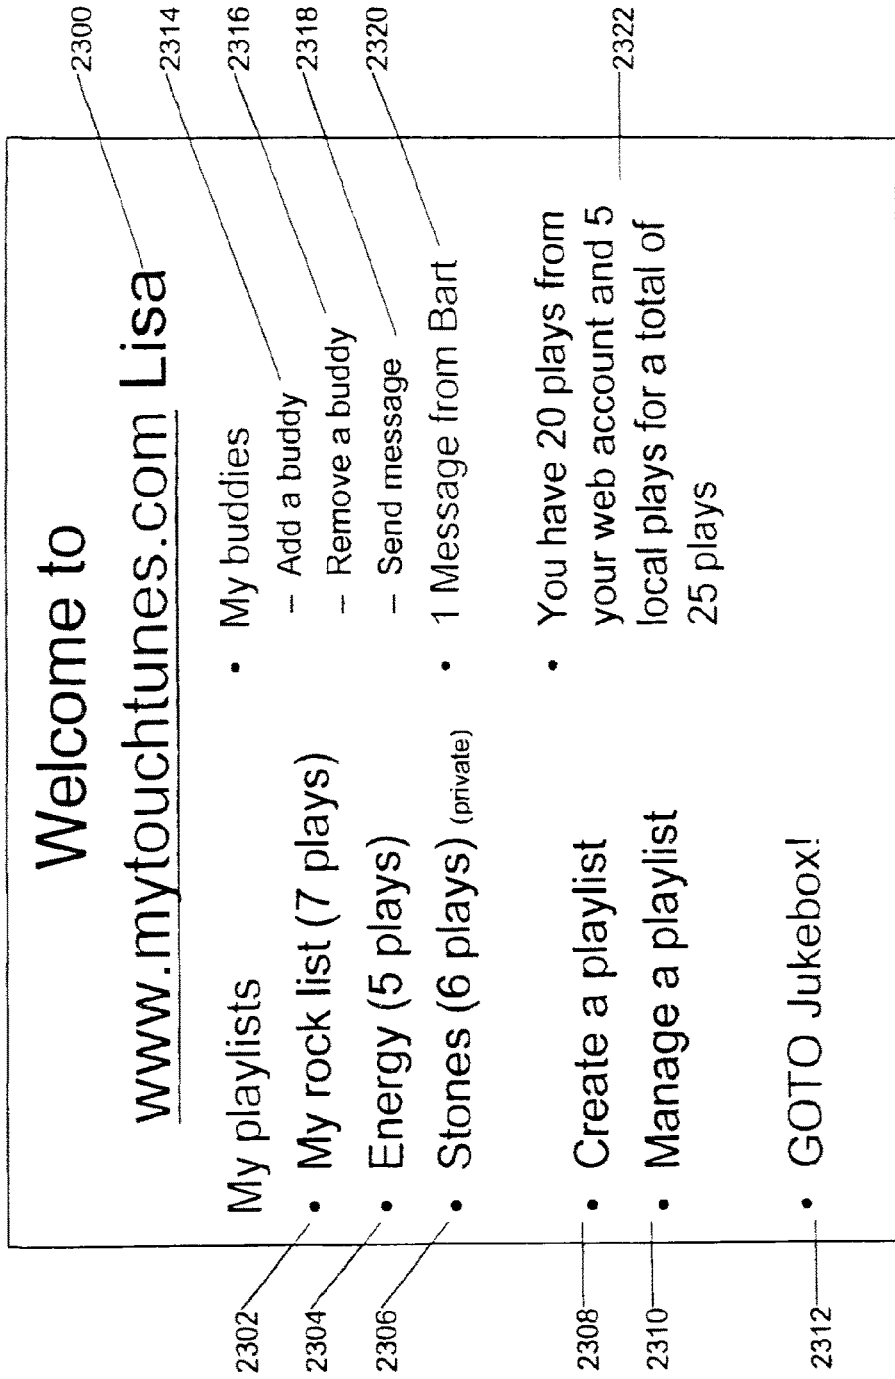 Welcome to
www.mytouchtunes.com Lisa
2300
My playlists
• My rock list (7 plays)
• Energy (5 plays)
• Stones (6 plays) (private)
• Create a playlist
• Manage a playlist
• GOTO Jukebox!
• My buddies
– Add a buddy
– Remove a buddy
– Send message
• 1 Message from Bart
• You have 20 plays from
your web account and 5
local plays for a total of
25 plays
2302
2304
2306
2308
2310
2312
2314
2316
2318
2320
2322